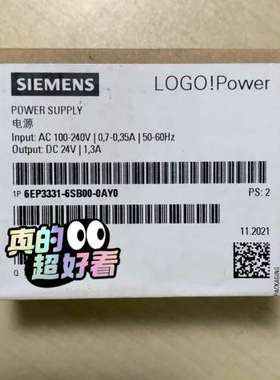 SIEMENS
LOGO!Power
POWER SUPPLY
电源
Input: AC 100-240V | 0,7-0,35A | 50-60Hz
Output: DC 24V | 1,3A
1P 6EP3331-6SB00-0AY0
PS: 2
真的
超好看
11.2021
Q
PACKAGING